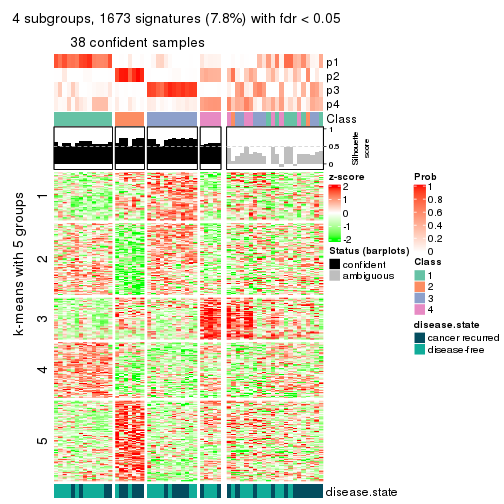 4 subgroups, 1673 signatures (7.8%) with fdr < 0.05
38 confident samples
p1
p2
p3
p4
Class
1
0.5
0
Silhouette
score
k-means with 5 groups
1
2
3
4
5
z-score
2
1
0
-1
-2
Status (barplots)
confident
ambiguous
Prob
1
0.8
0.6
0.4
0.2
0
Class
1
2
3
4
disease.state
cancer recurred
disease-free
disease.state